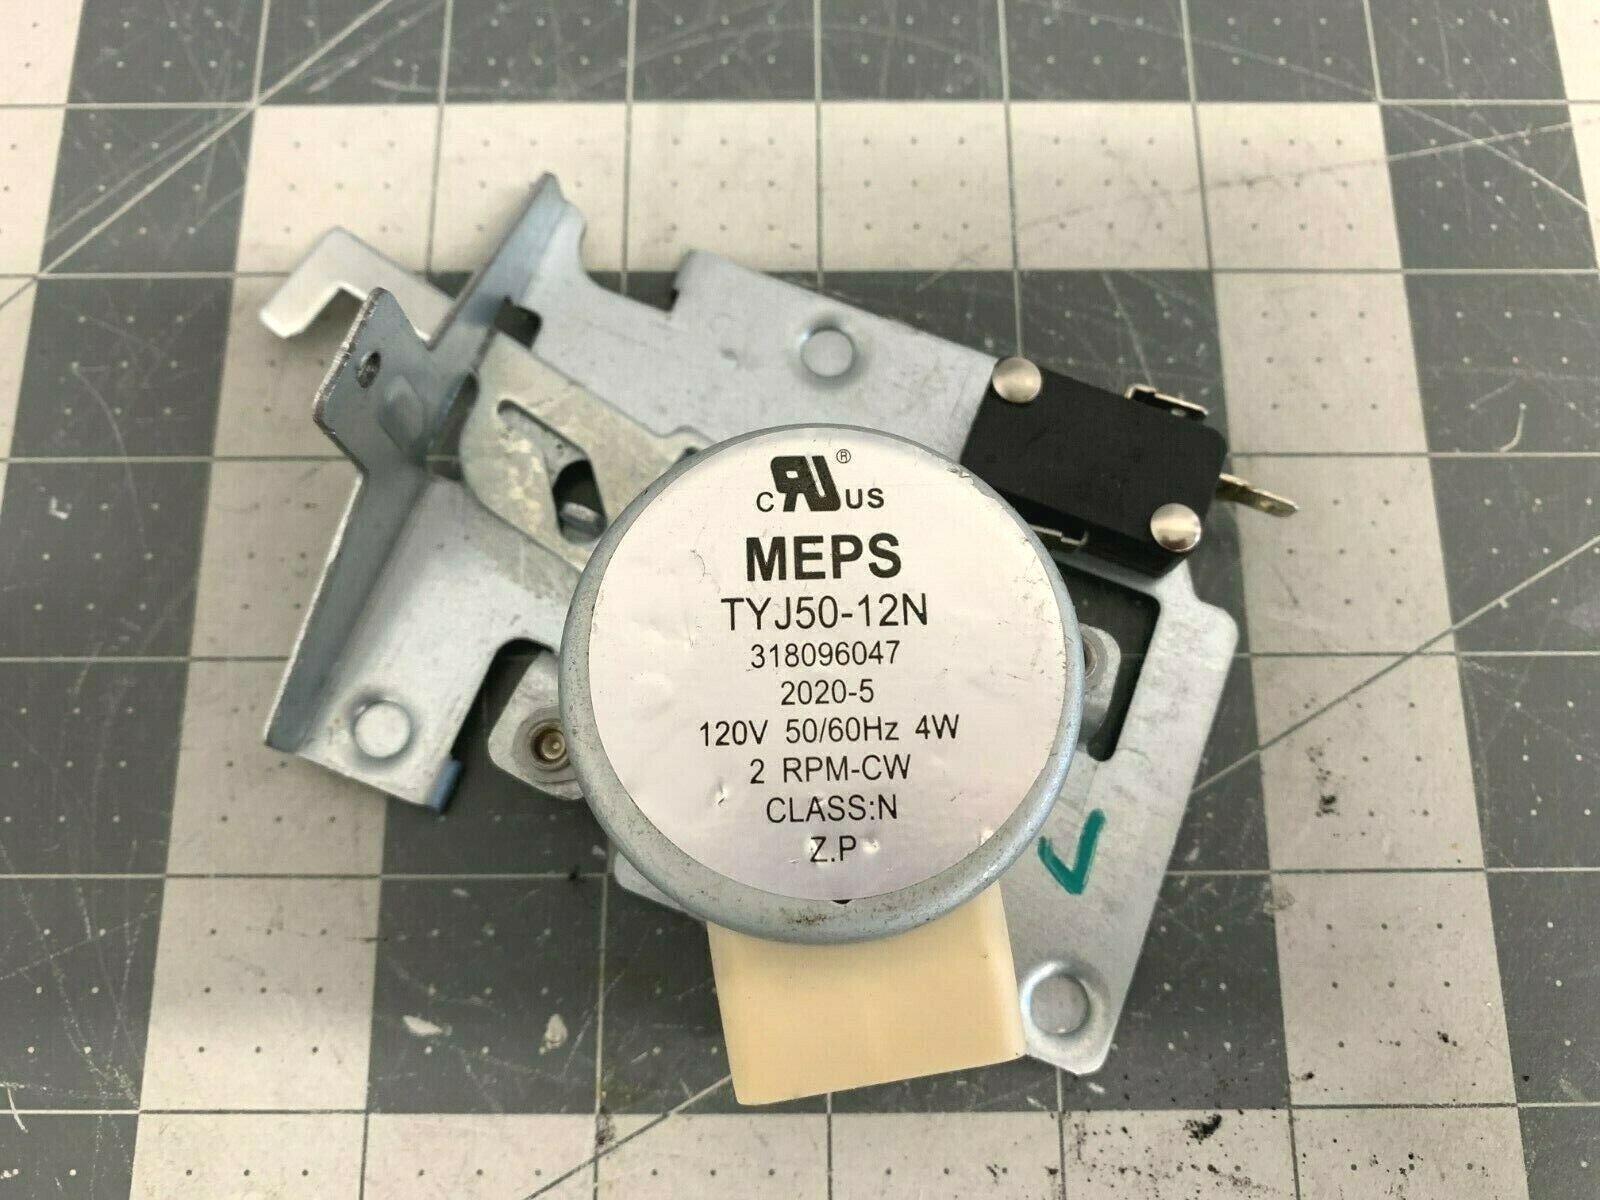 c RU ® US
MEPS
TYJ50-12N
318096047
2020-5
120V 50/60Hz 4W
2 RPM-CW
CLASS:N
Z.P